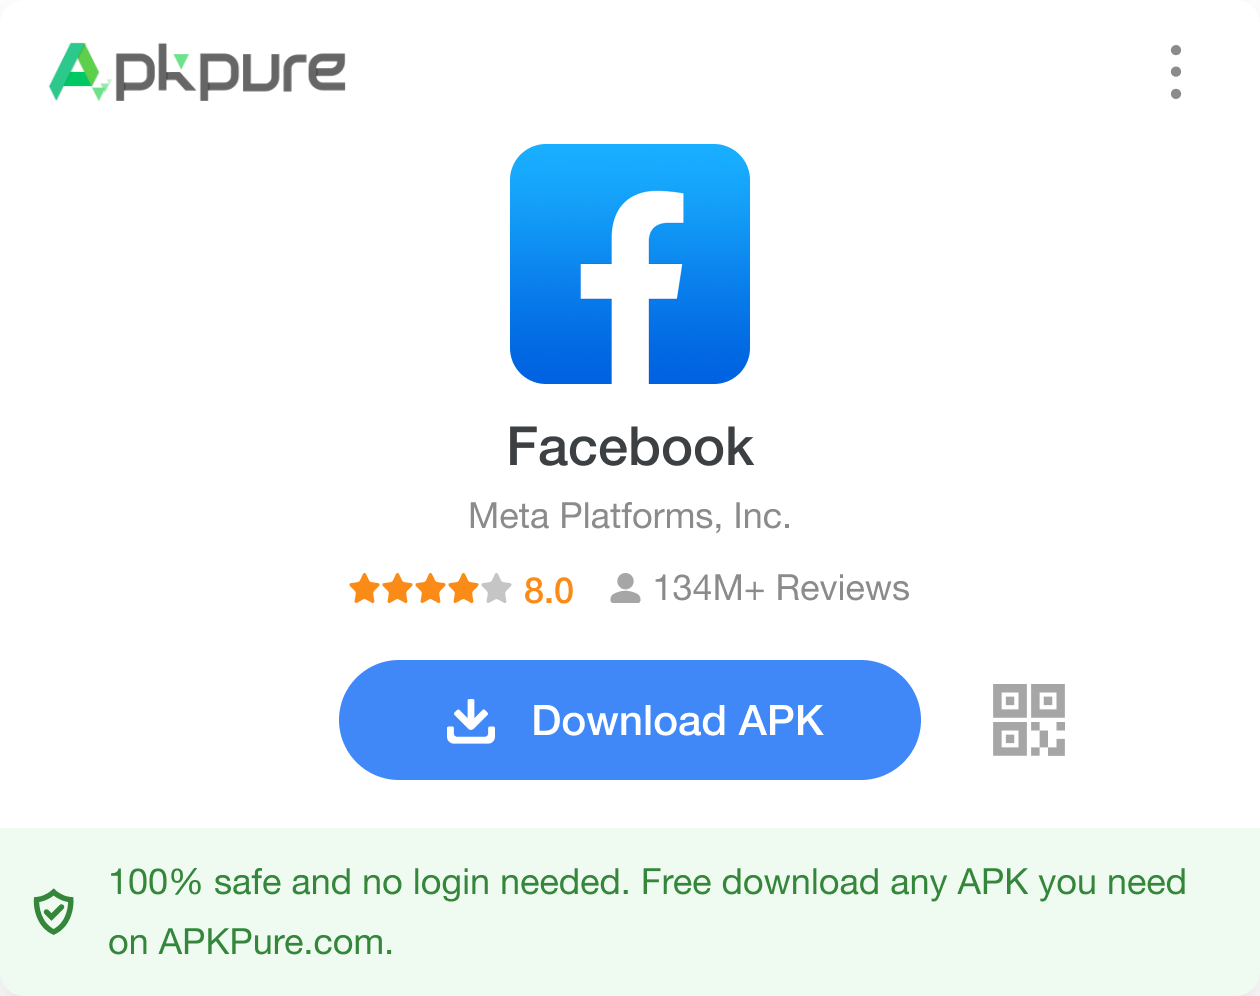 Apkpure
Facebook
Meta Platforms, Inc.
8.0 134M+ Reviews
Download APK
100% safe and no login needed. Free download any APK you need
on APKPure.com.